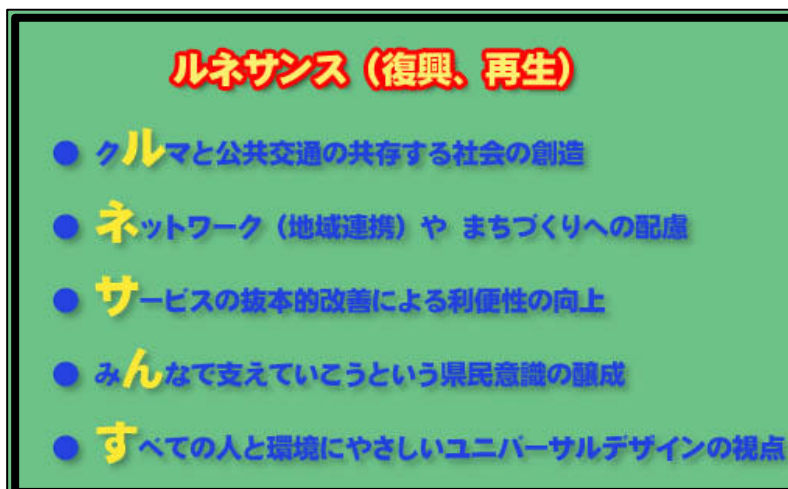 ルネサンス（復興、再生）
● クルマと公共交通の共存する社会の創造
● ネットワーク（地域連携）や まちづくりへの配慮
● サービスの抜本的改善による利便性の向上
● みんなで支えていこうという県民意識の醸成
● すべての人と環境にやさしいユニバーサルデザインの視点